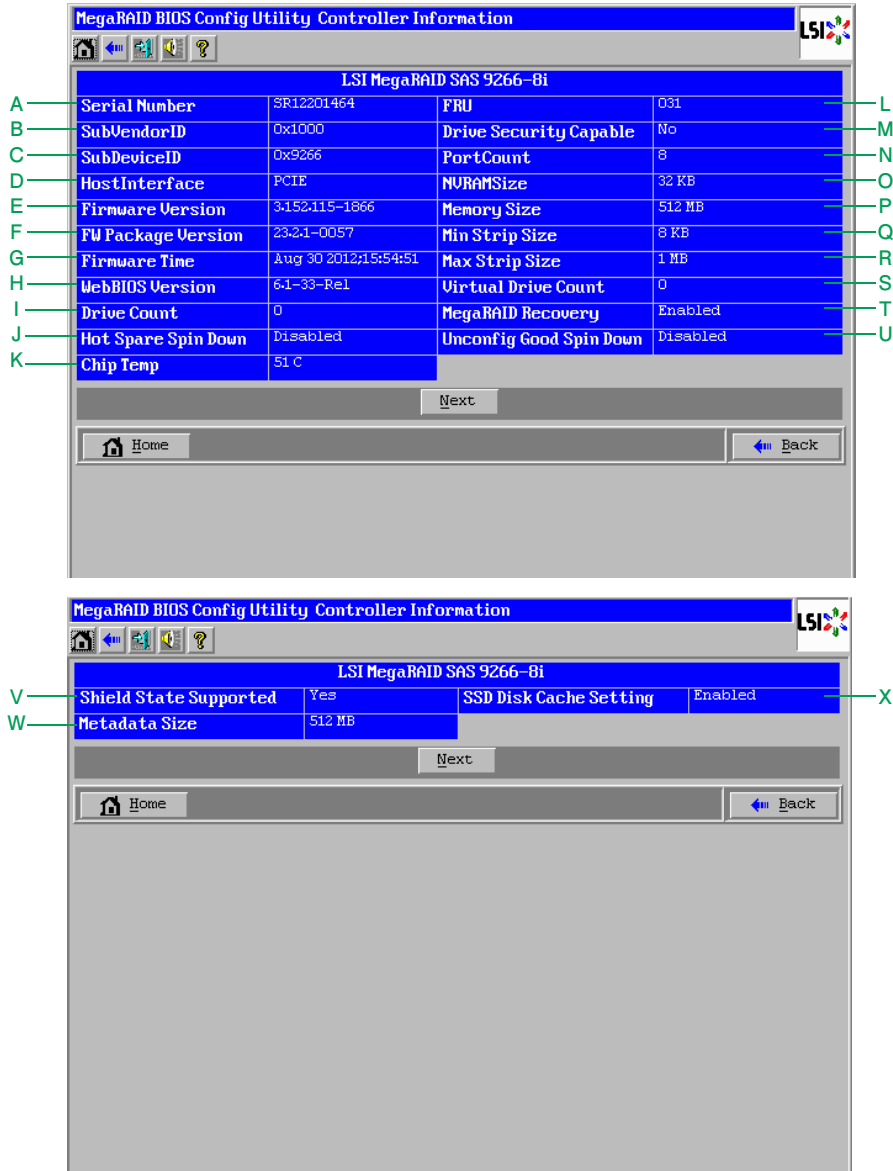 MegaRAID BIOS Config Utility Controller Information
LSI
LSI MegaRAID SAS 9266-8i
A Serial Number SR12201464 FRU 031 L
B SubVendorID 0x1000 Drive Security Capable No M
C SubDeviceID 0x9266 PortCount 8 N
D HostInterface PCIE NVRAMSize 32 KB O
E Firmware Version 3.152.115-1866 Memory Size 512 MB P
F FW Package Version 23.2.1-0057 Min Strip Size 8 KB Q
G Firmware Time Aug 30 2012;15:54:51 Max Strip Size 1 MB R
H WebBIOS Version 6.1-33-Rel Virtual Drive Count 0 S
I Drive Count 0 MegaRAID Recovery Enabled T
J Hot Spare Spin Down Disabled Unconfig Good Spin Down Disabled U
K Chip Temp 51 C
Next
Home Back
MegaRAID BIOS Config Utility Controller Information
LSI
LSI MegaRAID SAS 9266-8i
V Shield State Supported Yes SSD Disk Cache Setting Enabled X
W Metadata Size 512 MB
Next
Home Back